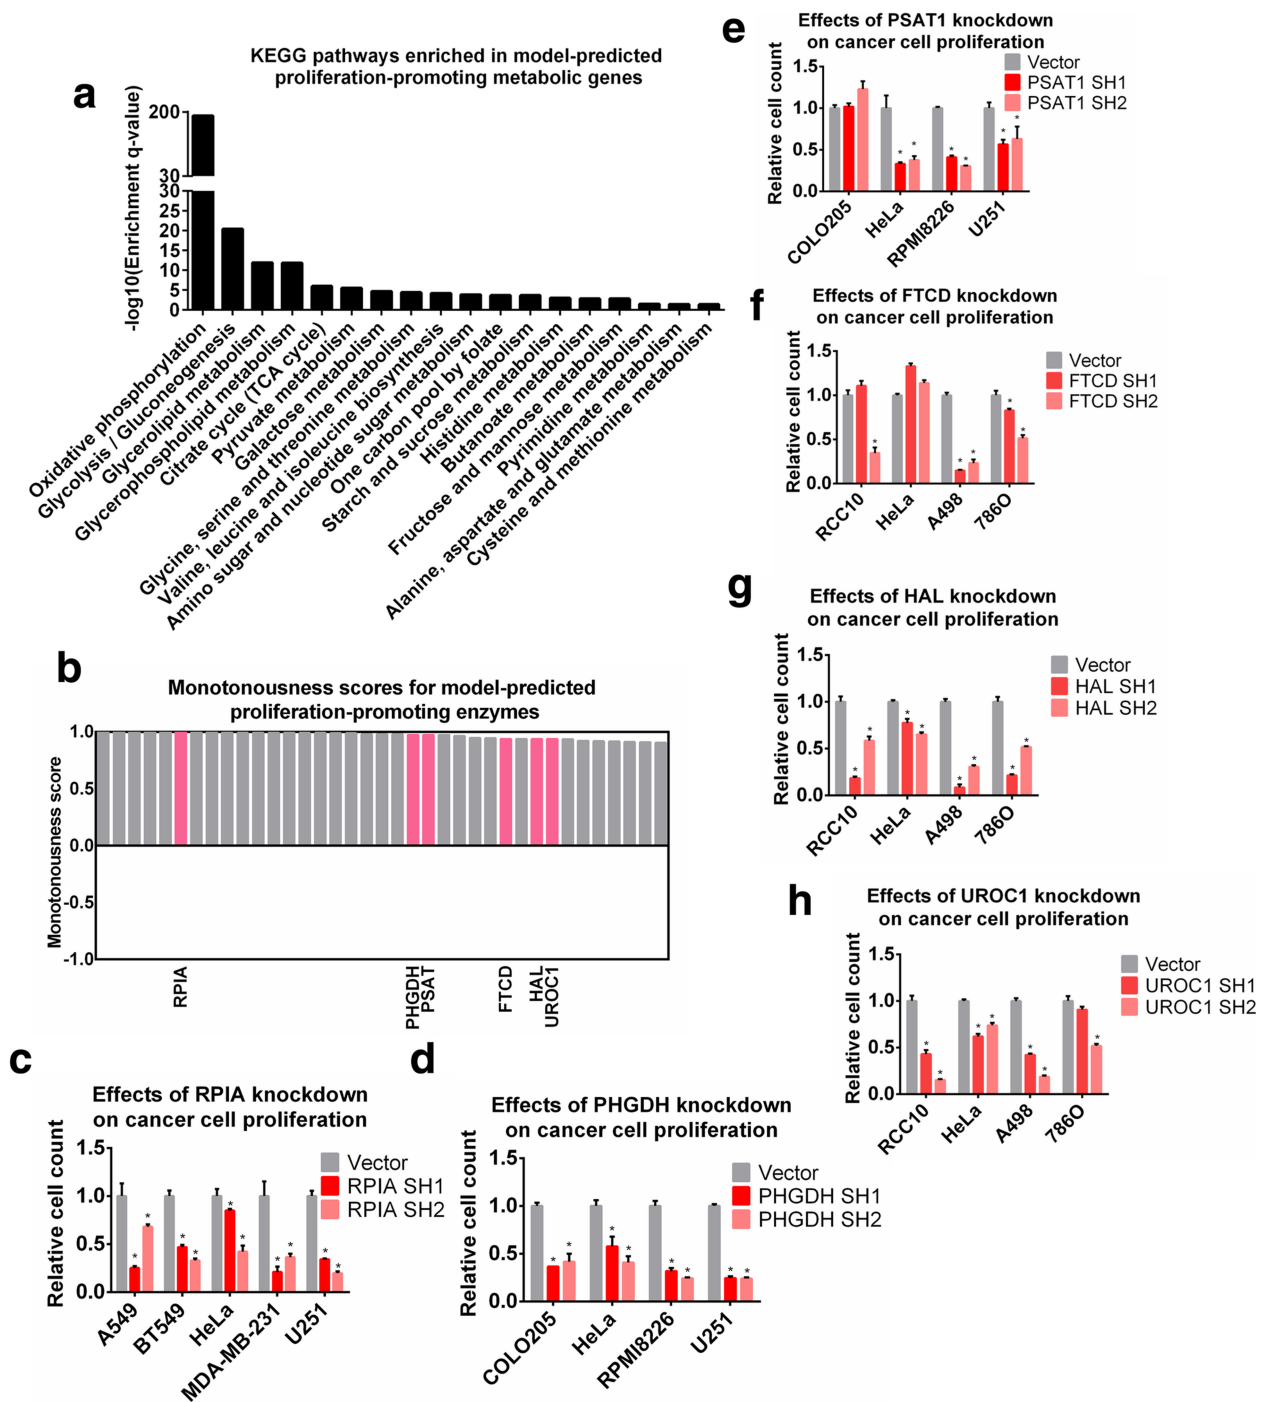 a
KEGG pathways enriched in model-predicted
proliferation-promoting metabolic genes
-log10(Enrichment q-value)
200
30
30
25
20
15
10
5
0
Oxidative phosphorylation
Glycolysis / Gluconeogenesis
Glycerolipid metabolism
Glycerophospholipid metabolism
Citrate cycle (TCA cycle)
Pyruvate metabolism
Galactose metabolism
Glycine, serine and threonine metabolism
Valine, leucine and isoleucine biosynthesis
Amino sugar and nucleotide sugar metabolism
One carbon pool by folate
Starch and sucrose metabolism
Histidine metabolism
Butanoate metabolism
Fructose and mannose metabolism
Pyrimidine metabolism
Alanine, aspartate and glutamate metabolism
Cysteine and methionine metabolism
b
Monotonousness scores for model-predicted
proliferation-promoting enzymes
Monotonousness score
1.0
0.5
0.0
-0.5
-1.0
RPIA
PHGDH
PSAT
FTCD
HAL
UROC1
c
Effects of RPIA knockdown
on cancer cell proliferation
Relative cell count
1.5
1.0
0.5
0.0
Vector
RPIA SH1
RPIA SH2
* * * * * * * * * *
A549
BT549
HeLa
MDA-MB-231
U251
d
Effects of PHGDH knockdown
on cancer cell proliferation
Relative cell count
1.5
1.0
0.5
0.0
Vector
PHGDH SH1
PHGDH SH2
* * * * * * * *
COLO205
HeLa
RPMI8226
U251
e
Effects of PSAT1 knockdown
on cancer cell proliferation
Relative cell count
1.5
1.0
0.5
0.0
Vector
PSAT1 SH1
PSAT1 SH2
* * * * * *
COLO205
HeLa
RPMI8226
U251
f
Effects of FTCD knockdown
on cancer cell proliferation
Relative cell count
1.5
1.0
0.5
0.0
Vector
FTCD SH1
FTCD SH2
* * * * *
RCC10
HeLa
A498
786O
g
Effects of HAL knockdown
on cancer cell proliferation
Relative cell count
1.5
1.0
0.5
0.0
Vector
HAL SH1
HAL SH2
* * * * * * * *
RCC10
HeLa
A498
786O
h
Effects of UROC1 knockdown
on cancer cell proliferation
Relative cell count
1.5
1.0
0.5
0.0
Vector
UROC1 SH1
UROC1 SH2
* * * * * * *
RCC10
HeLa
A498
786O